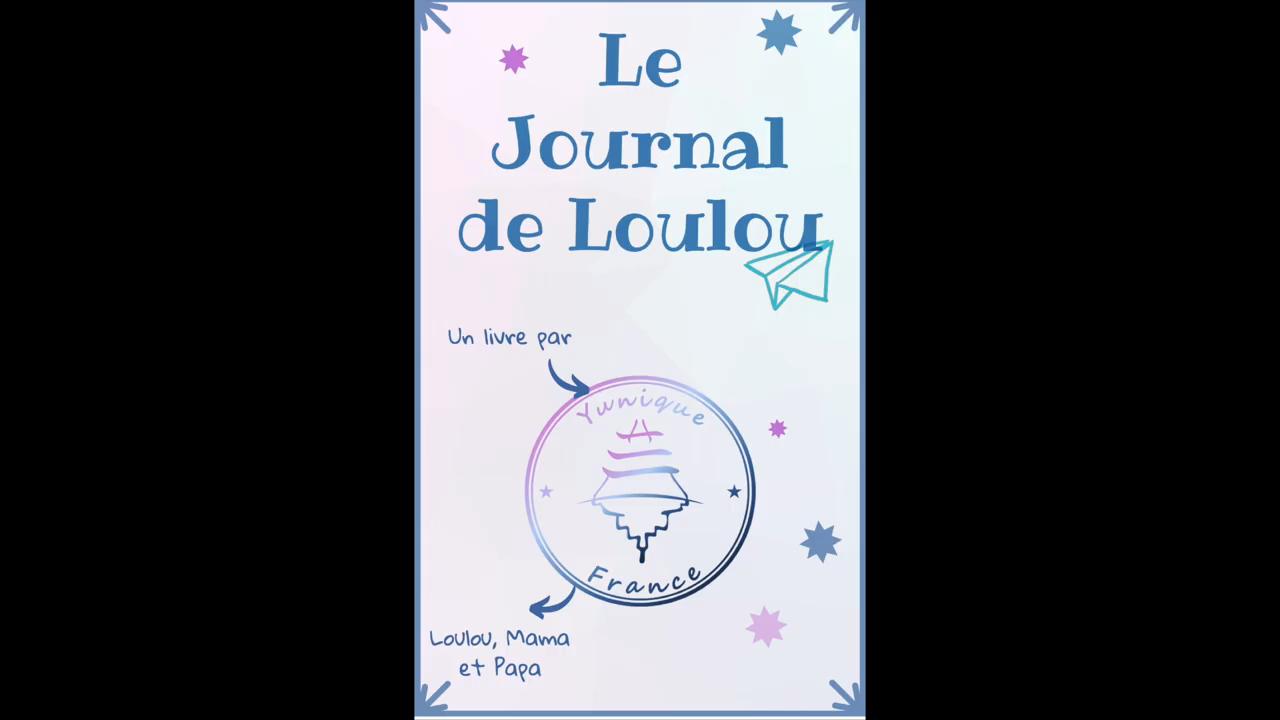 Le
Journal
de Loulou
Un livre par
Yunique
France
Loulou, Mama
et Papa